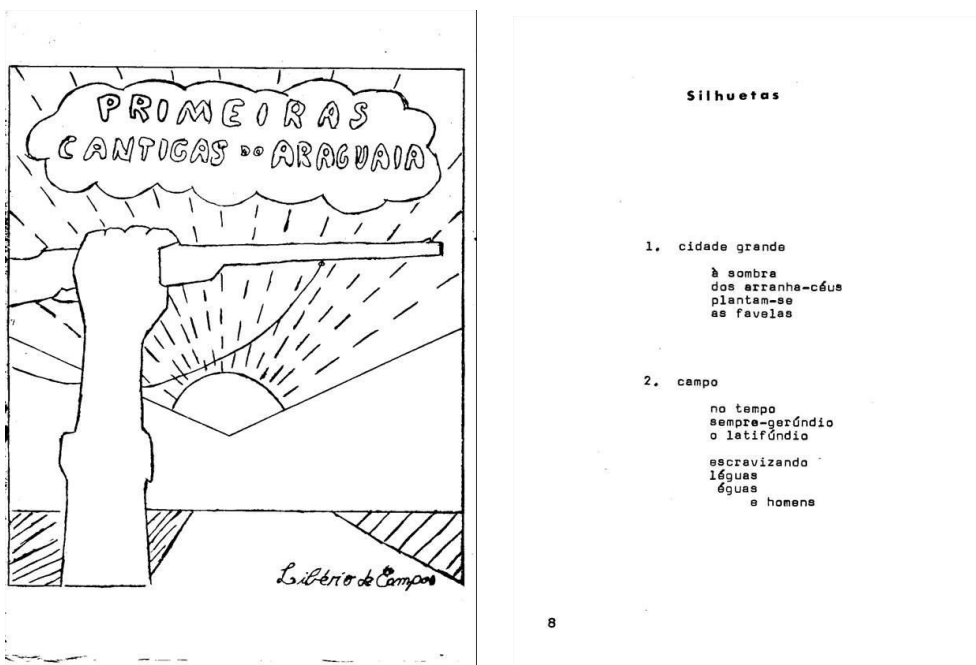 PRIMEIRAS
CANTIGAS DO ARAGUAIA
Libério de Campos
Silhuetas
1. cidade grande
à sombra
dos arranha-céus
plantam-se
as favelas
2. campo
no tempo
sempre-gerúndio
o latifúndio
escravizando
léguas
éguas
e homens
8